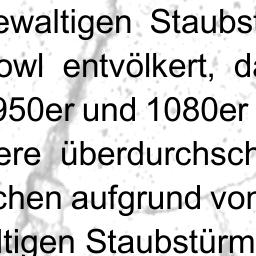 ewaltigen Staubst
owl entvölkert, da
950er und 1080er
ere überdurchsch
chen aufgrund von
ltigen Staubstürm